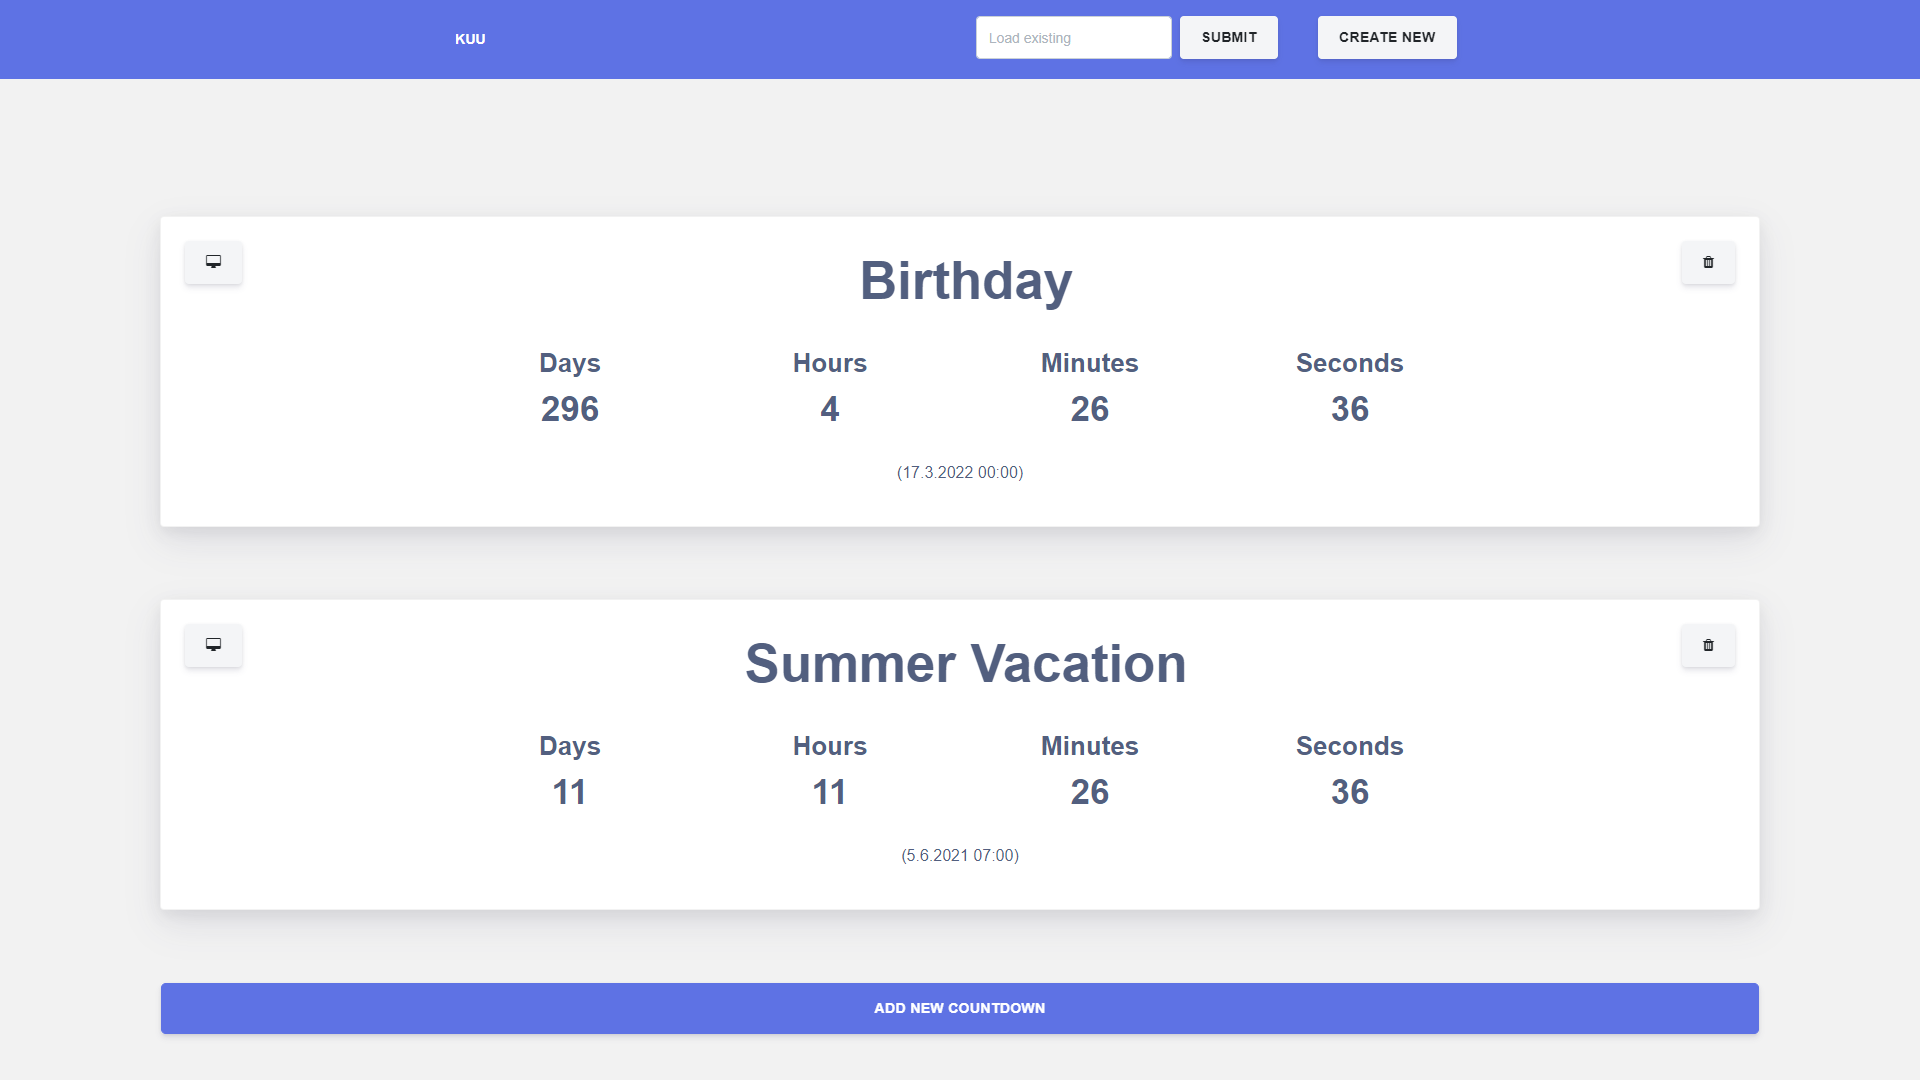 KUU
Load existing
SUBMIT
CREATE NEW
Birthday
Days Hours Minutes Seconds
296 4 26 36
(17.3.2022 00:00)
Summer Vacation
Days Hours Minutes Seconds
11 11 26 36
(5.6.2021 07:00)
ADD NEW COUNTDOWN